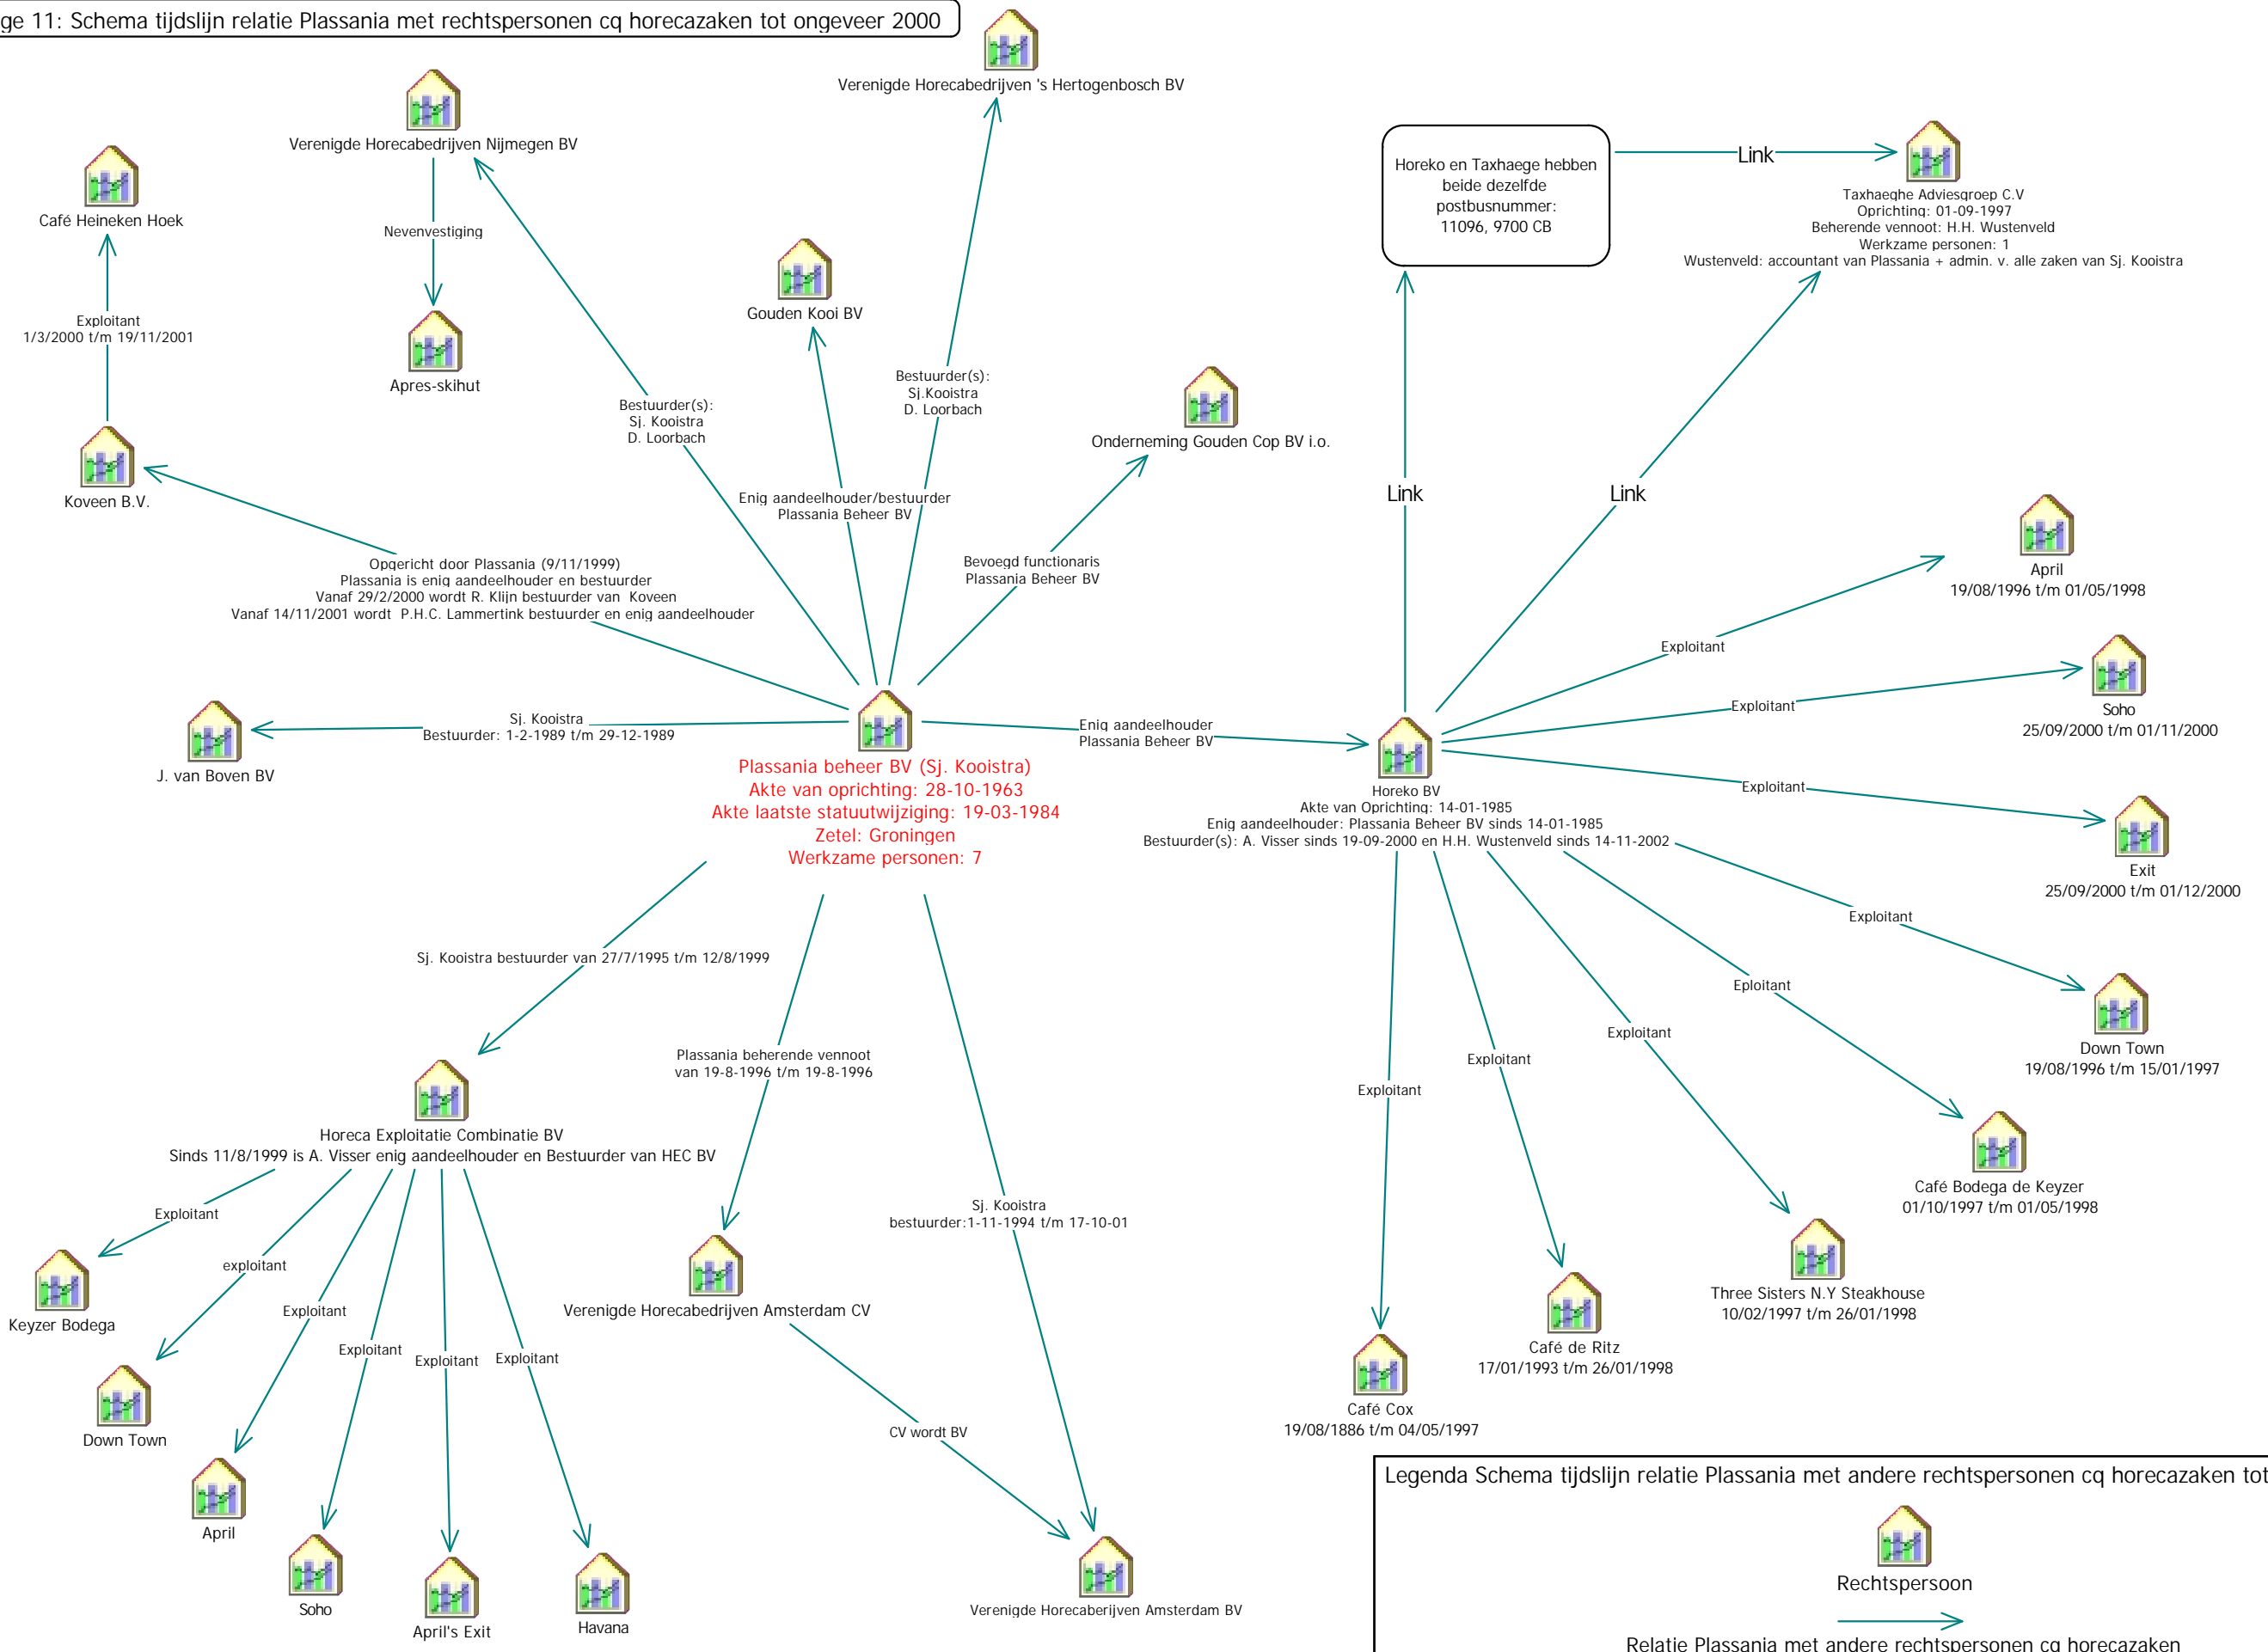 ge 11: Schema tijdslijn relatie Plassania met rechtspersonen cq horecazaken tot ongeveer 2000
Verenigde Horecabedrijven 's Hertogenbosch BV
Verenigde Horecabedrijven Nijmegen BV
Café Heineken Hoek
Nevenvestiging
Gouden Kooi BV
Exploitant
1/3/2000 t/m 19/11/2001
Apres-skihut
Bestuurder(s):
Sj. Kooistra
D. Loorbach
Bestuurder(s):
Sj.Kooistra
D. Loorbach
Onderneming Gouden Cop BV i.o.
Koveen B.V.
Enig aandeelhouder/bestuurder
Plassania Beheer BV
Bevoegd functionaris
Plassania Beheer BV
Opgericht door Plassania (9/11/1999)
Plassania is enig aandeelhouder en bestuurder
Vanaf 29/2/2000 wordt R. Klijn bestuurder van  Koveen
Vanaf 14/11/2001 wordt  P.H.C. Lammertink bestuurder en enig aandeelhouder
Sj. Kooistra
Bestuurder: 1-2-1989 t/m 29-12-1989
J. van Boven BV
Enig aandeelhouder
Plassania Beheer BV
Plassania beheer BV (Sj. Kooistra)
Akte van oprichting: 28-10-1963
Akte laatste statuutwijziging: 19-03-1984
Zetel: Groningen
Werkzame personen: 7
Horeko en Taxhaege hebben
beide dezelfde
postbusnummer:
11096, 9700 CB
Link
Taxhaeghe Adviesgroep C.V
Oprichting: 01-09-1997
Beherende vennoot: H.H. Wustenveld
Werkzame personen: 1
Wustenveld: accountant van Plassania + admin. v. alle zaken van Sj. Kooistra
Link
Link
April
19/08/1996 t/m 01/05/1998
Exploitant
Soho
25/09/2000 t/m 01/11/2000
Exploitant
Exploitant
Exit
25/09/2000 t/m 01/12/2000
Horeko BV
Akte van Oprichting: 14-01-1985
Enig aandeelhouder: Plassania Beheer BV sinds 14-01-1985
Bestuurder(s): A. Visser sinds 19-09-2000 en H.H. Wustenveld sinds 14-11-2002
Exploitant
Down Town
19/08/1996 t/m 15/01/1997
Eploitant
Café Bodega de Keyzer
01/10/1997 t/m 01/05/1998
Exploitant
Three Sisters N.Y Steakhouse
10/02/1997 t/m 26/01/1998
Exploitant
Café de Ritz
17/01/1993 t/m 26/01/1998
Exploitant
Café Cox
19/08/1886 t/m 04/05/1997
Sj. Kooistra bestuurder van 27/7/1995 t/m 12/8/1999
Plassania beherende vennoot
van 19-8-1996 t/m 19-8-1996
Sj. Kooistra
bestuurder:1-11-1994 t/m 17-10-01
Horeca Exploitatie Combinatie BV
Sinds 11/8/1999 is A. Visser enig aandeelhouder en Bestuurder van HEC BV
Exploitant
exploitant
Exploitant
Exploitant
Exploitant
Exploitant
Keyzer Bodega
Down Town
April
Soho
April's Exit
Havana
Verenigde Horecabedrijven Amsterdam CV
CV wordt BV
Verenigde Horecaberijven Amsterdam BV
Legenda Schema tijdslijn relatie Plassania met andere rechtspersonen cq horecazaken tot
Rechtspersoon
Relatie Plassania met andere rechtspersonen cq horecazaken